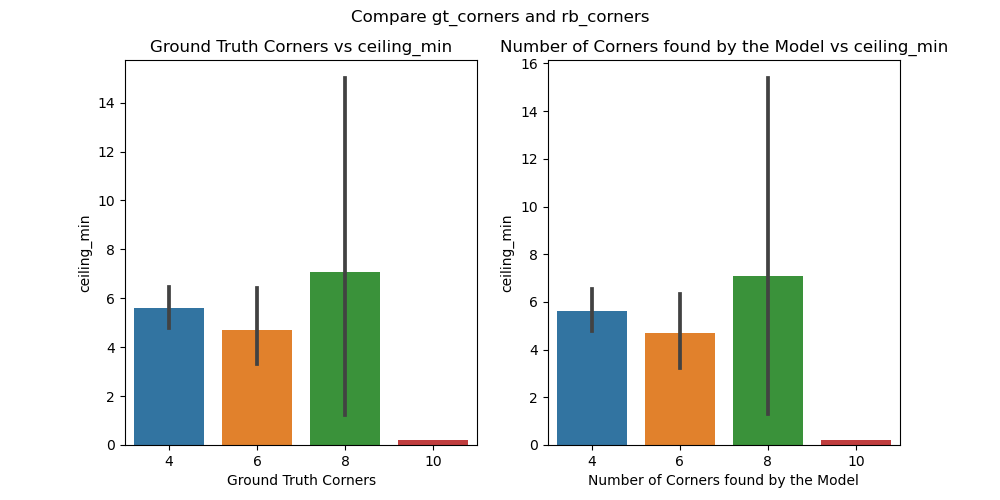 Compare gt_corners and rb_corners
Ground Truth Corners vs ceiling_min
14
12
10
8
6
4
2
0
ceiling_min
4 6 8 10
Ground Truth Corners
Number of Corners found by the Model vs ceiling_min
16
14
12
10
8
6
4
2
0
ceiling_min
4 6 8 10
Number of Corners found by the Model